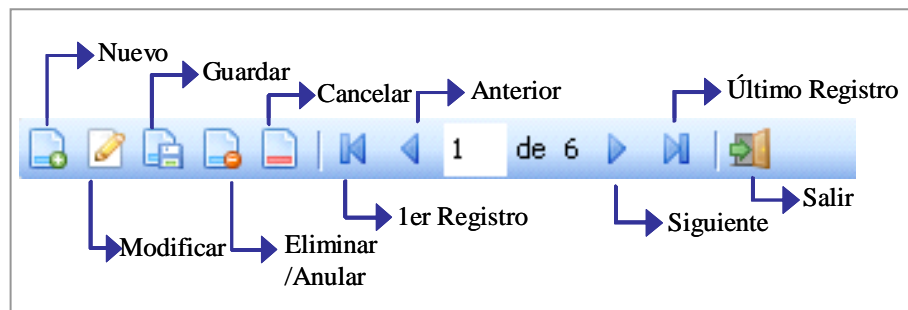 Nuevo
Guardar
Cancelar
Anterior
Último Registro
1 de 6
1er Registro
Siguiente
Salir
Modificar
Eliminar
/Anular